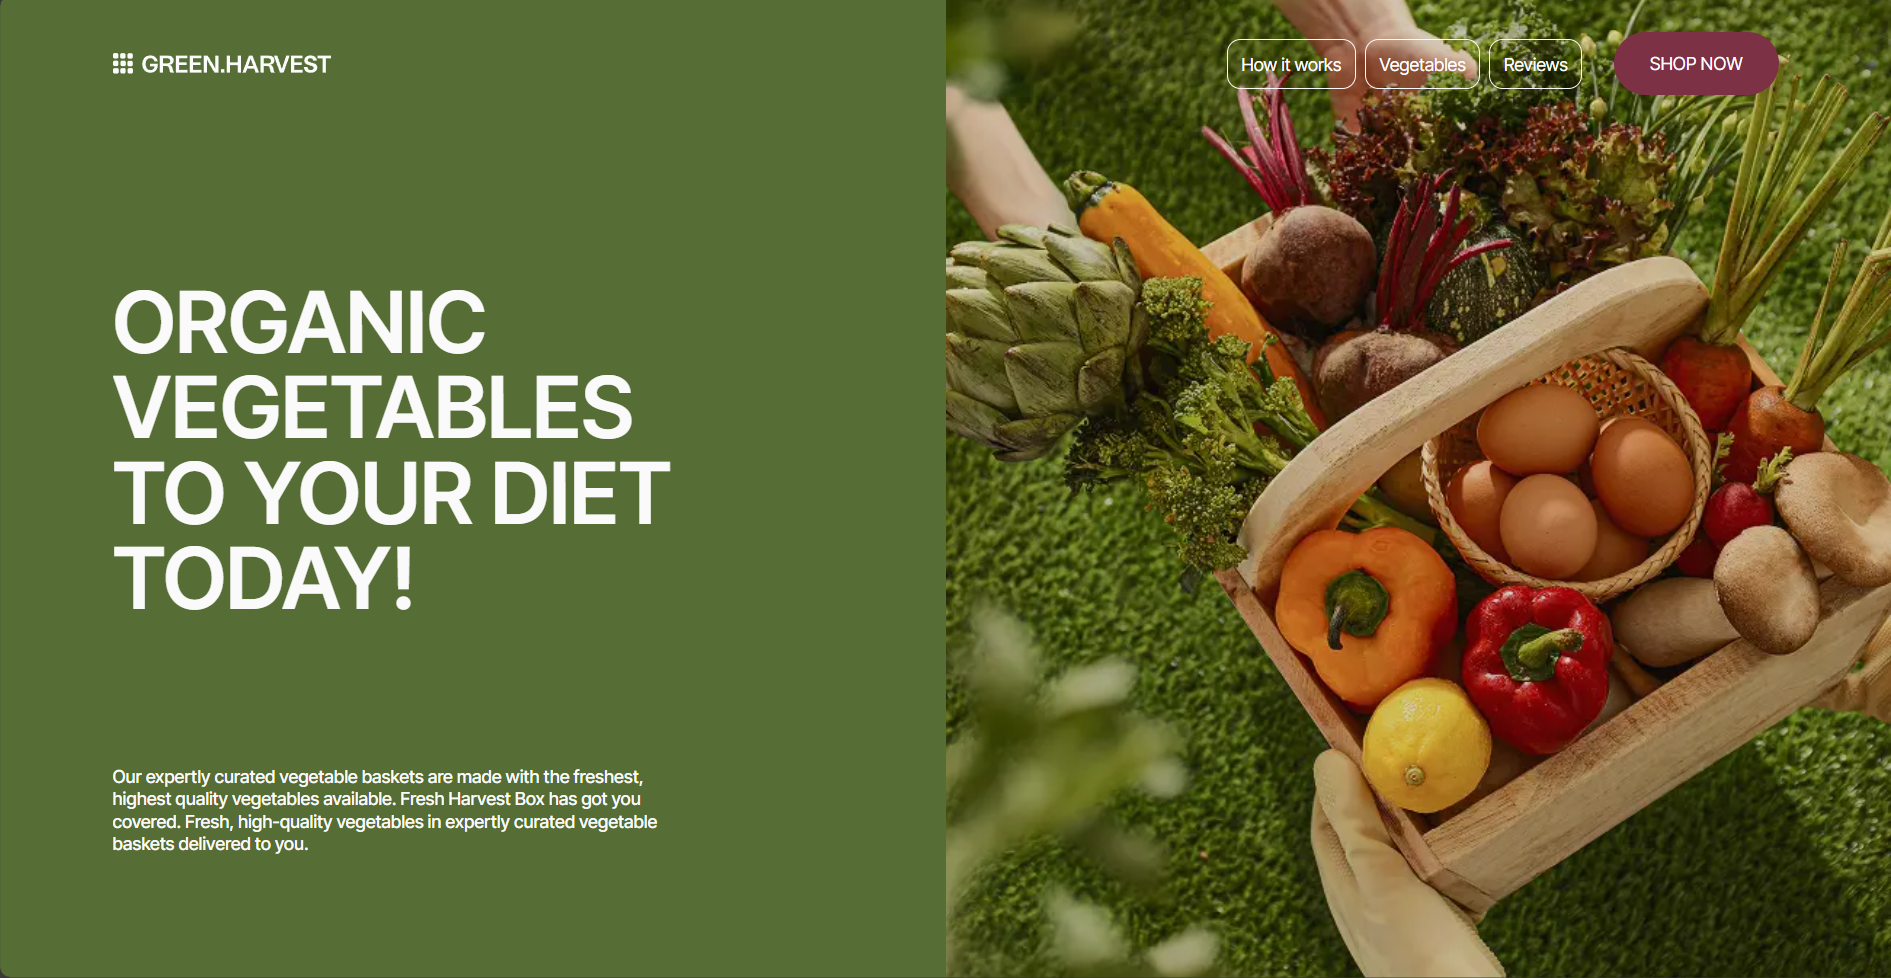 GREEN.HARVEST
How it works
Vegetables
Reviews
SHOP NOW
ORGANIC
VEGETABLES
TO YOUR DIET
TODAY!
Our expertly curated vegetable baskets are made with the freshest,
highest quality vegetables available. Fresh Harvest Box has got you
covered. Fresh, high-quality vegetables in expertly curated vegetable
baskets delivered to you.